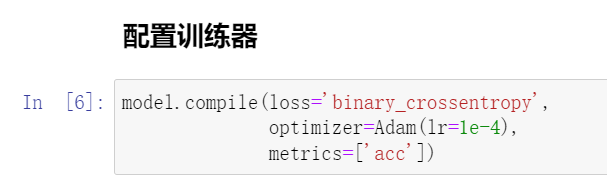 配置训练器
In [6]: model.compile(loss='binary_crossentropy',
optimizer=Adam(lr=1e-4),
metrics=['acc'])